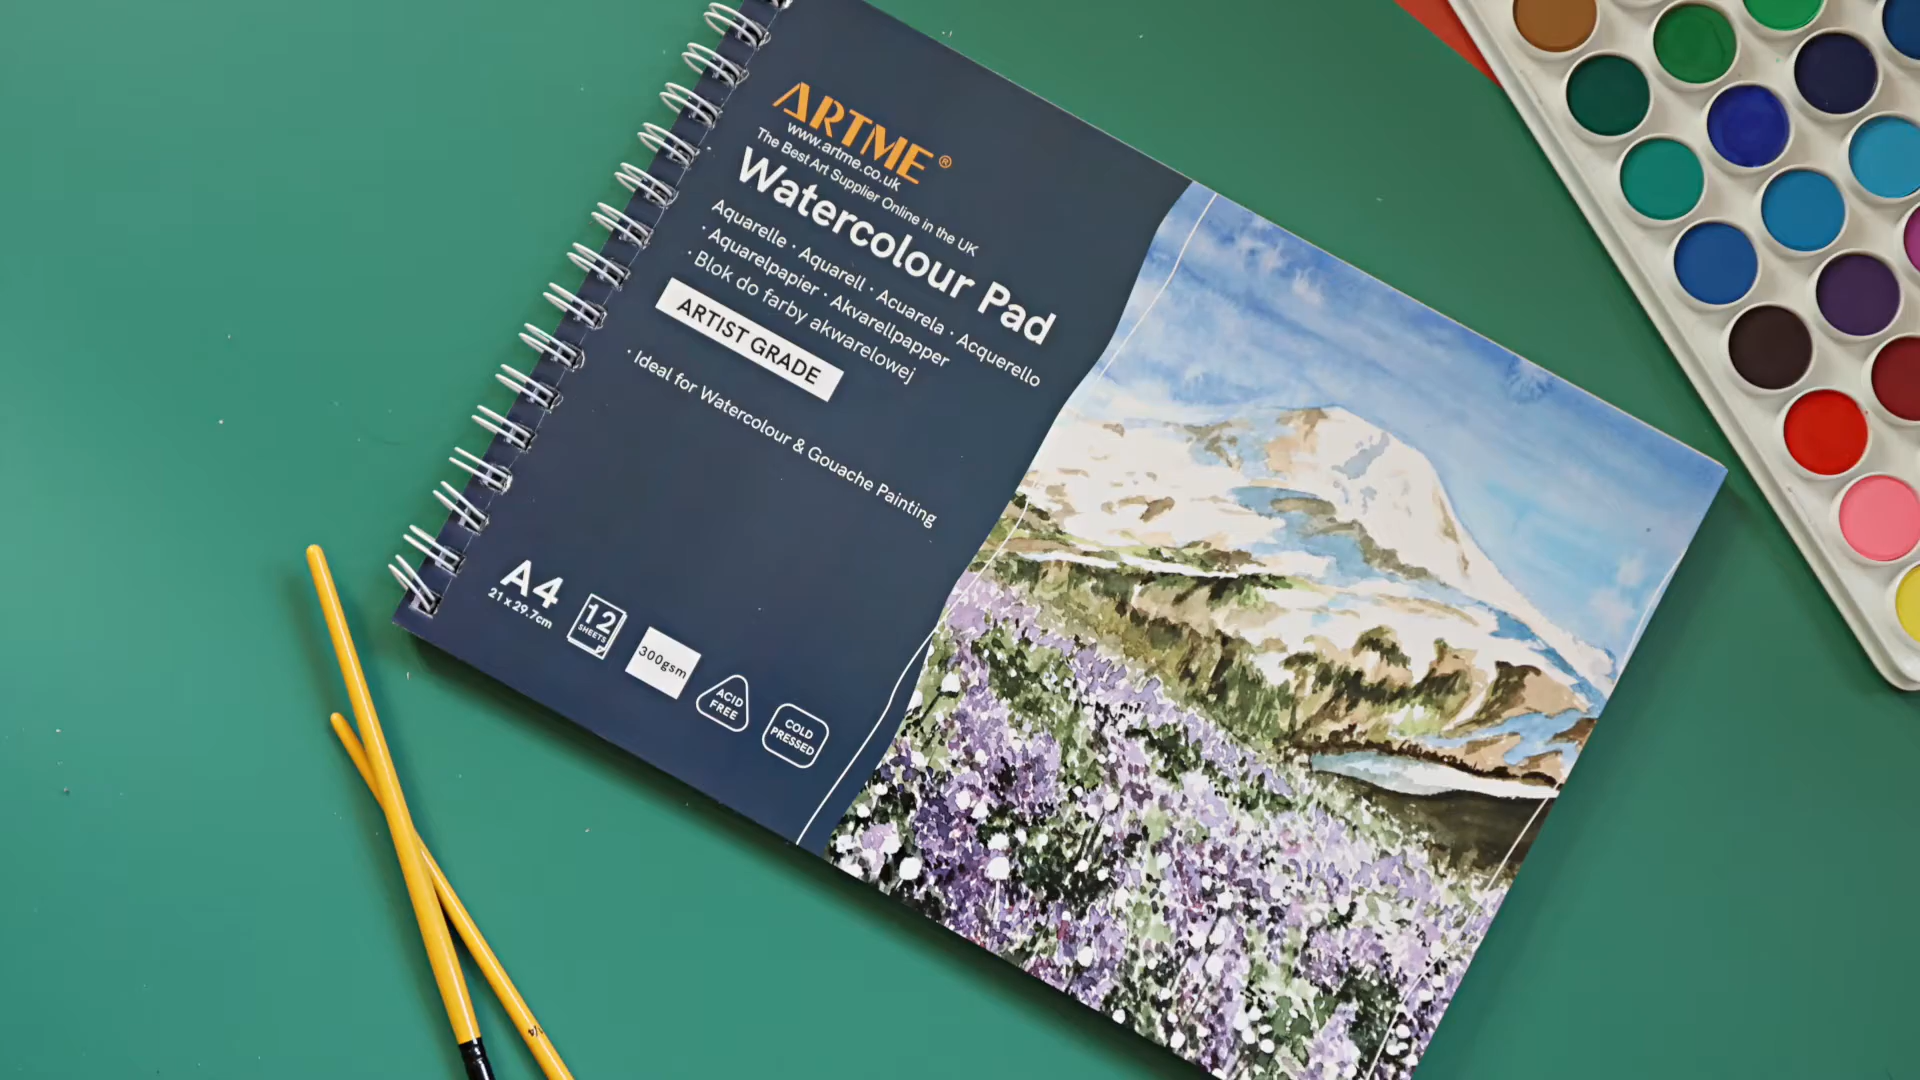 ARTME®
www.artme.co.uk
The Best Art Supplier Online in the UK
Watercolour Pad
Aquarelle · Aquarell · Acuarela · Acquerello
· Aquarelpapier · Akvarellpapper
· Blok do farby akwarelowej
ARTIST GRADE
· Ideal for Watercolour & Gouache Painting
A4
21 x 29.7cm
12
SHEETS
300gsm
ACID
FREE
COLD
PRESSED
1/4